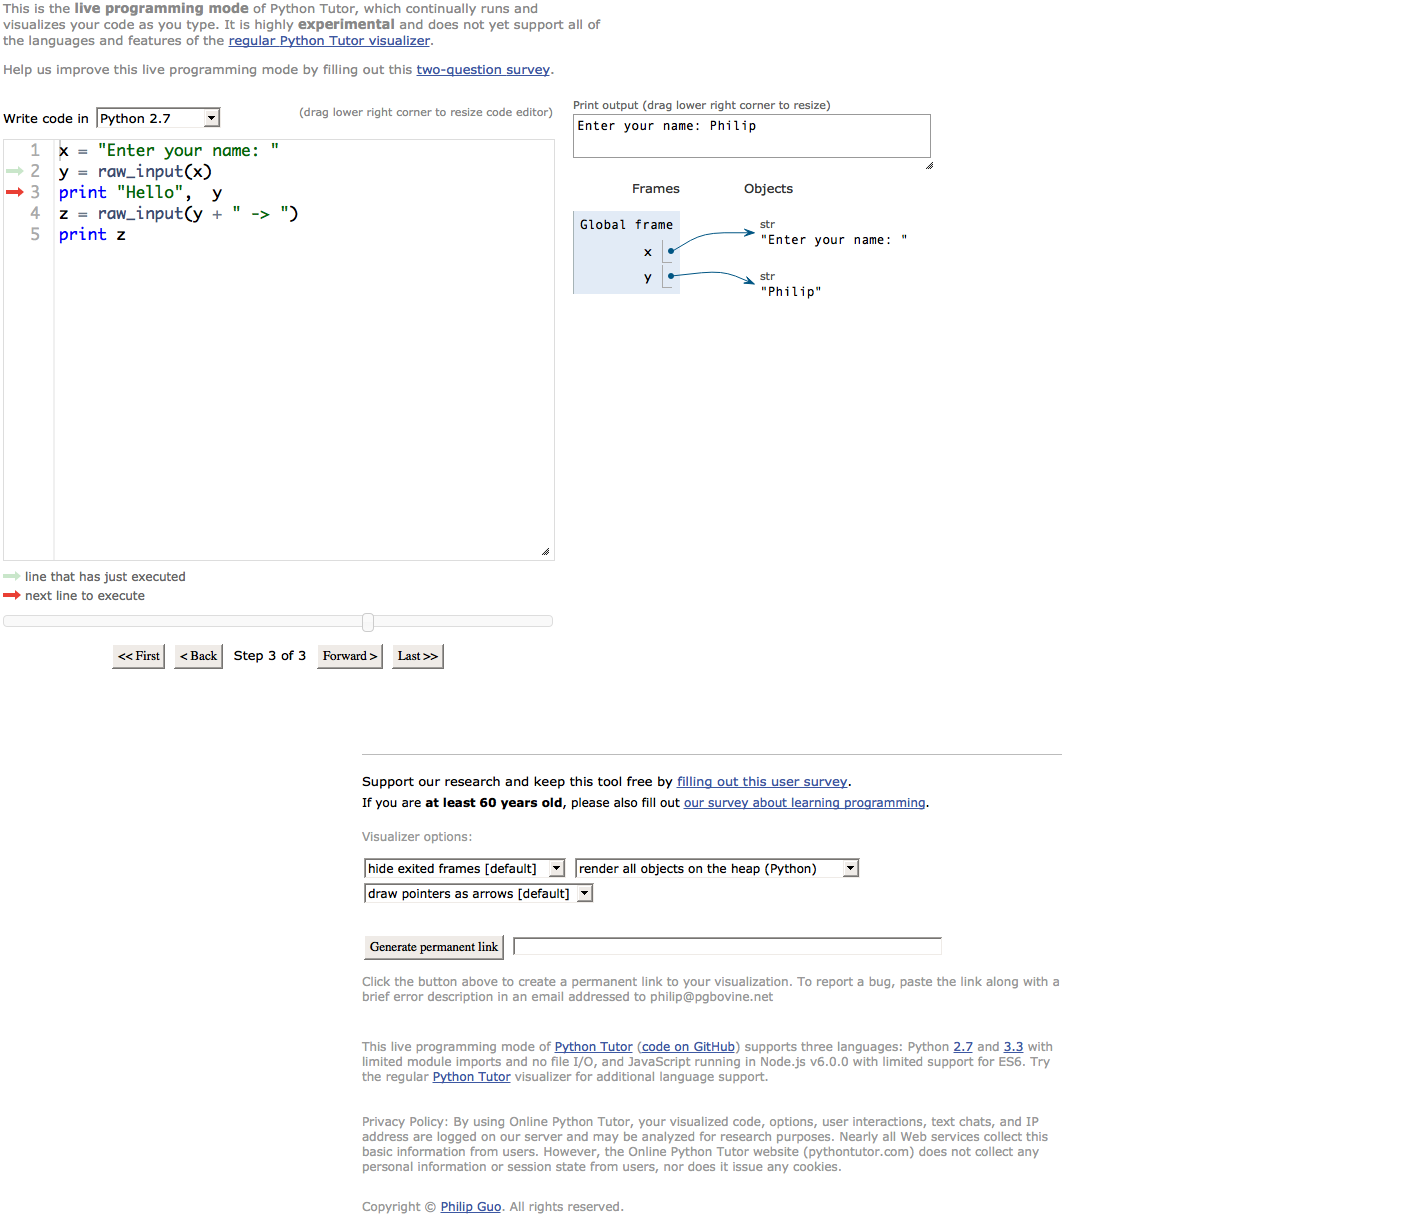 This is the live programming mode of Python Tutor, which continually runs and
visualizes your code as you type. It is highly experimental and does not yet support all of
the languages and features of the regular Python Tutor visualizer.
Help us improve this live programming mode by filling out this two-question survey.
Write code in Python 2.7
(drag lower right corner to resize code editor)
1 x = "Enter your name: "
2 y = raw_input(x)
3 print "Hello",  y
4 z = raw_input(y + " -> ")
5 print z
line that has just executed
next line to execute
<< First < Back Step 3 of 3 Forward > Last >>
Print output (drag lower right corner to resize)
Enter your name: Philip
Frames Objects
Global frame
x
y
str
"Enter your name: "
str
"Philip"
Support our research and keep this tool free by filling out this user survey.
If you are at least 60 years old, please also fill out our survey about learning programming.
Visualizer options:
hide exited frames [default] render all objects on the heap (Python)
draw pointers as arrows [default]
Generate permanent link
Click the button above to create a permanent link to your visualization. To report a bug, paste the link along with a
brief error description in an email addressed to philip@pgbovine.net
This live programming mode of Python Tutor (code on GitHub) supports three languages: Python 2.7 and 3.3 with
limited module imports and no file I/O, and JavaScript running in Node.js v6.0.0 with limited support for ES6. Try
the regular Python Tutor visualizer for additional language support.
Privacy Policy: By using Online Python Tutor, your visualized code, options, user interactions, text chats, and IP
address are logged on our server and may be analyzed for research purposes. Nearly all Web services collect this
basic information from users. However, the Online Python Tutor website (pythontutor.com) does not collect any
personal information or session state from users, nor does it issue any cookies.
Copyright © Philip Guo. All rights reserved.